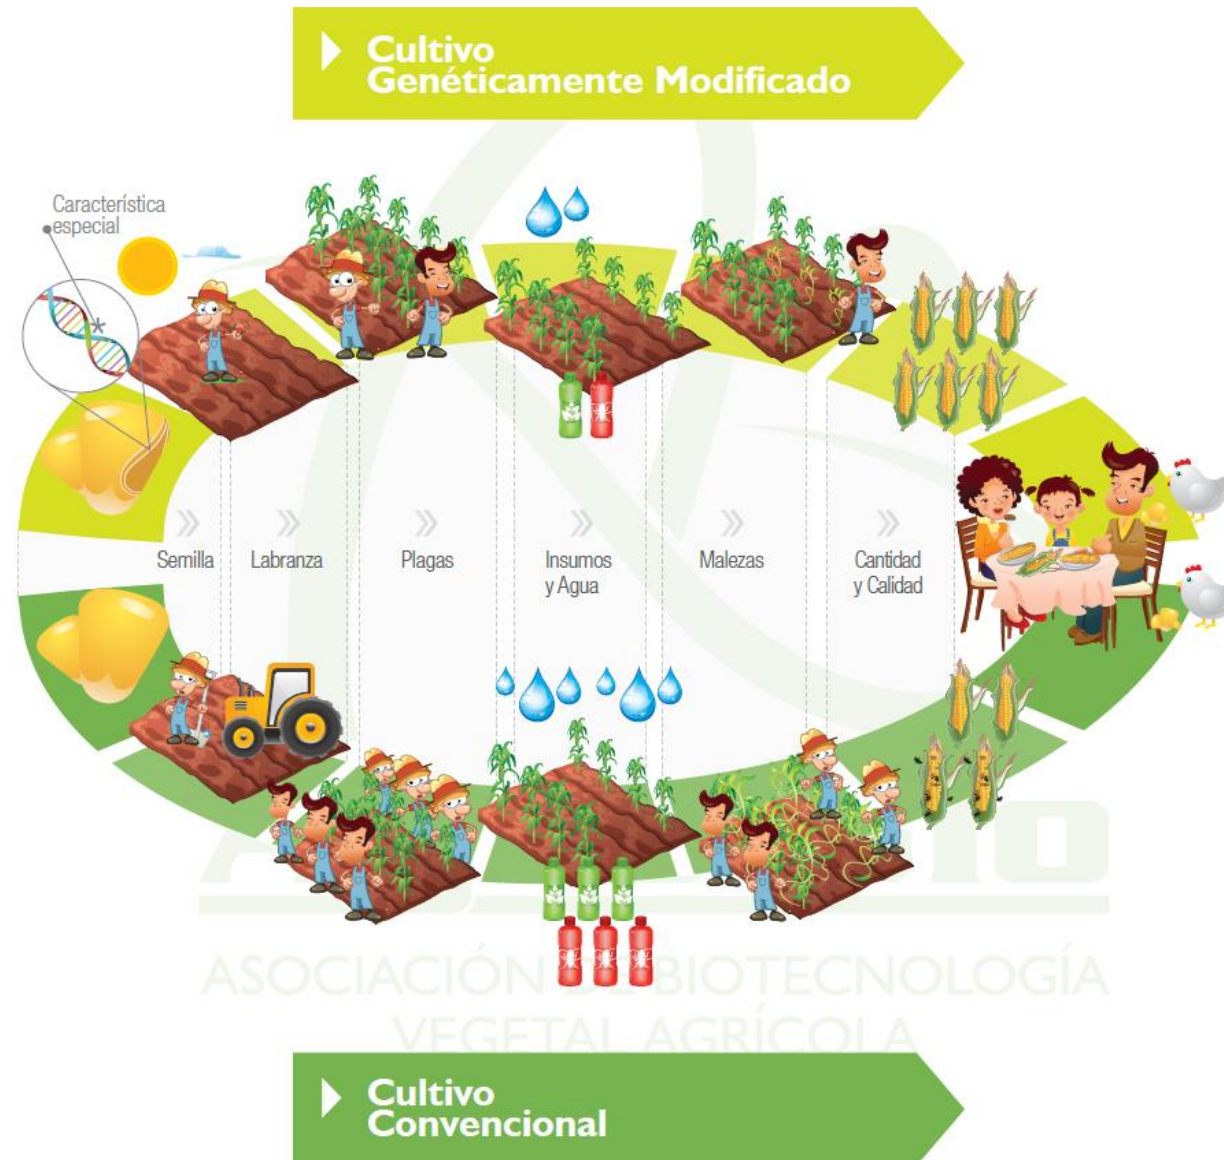 Cultivo
Genéticamente Modificado
Característica
especial
Semilla
Labranza
Plagas
Insumos
y Agua
Malezas
Cantidad
y Calidad
ASOCIACIÓN DE BIOTECNOLOGÍA
VEGETAL AGRÍCOLA
Cultivo
Convencional